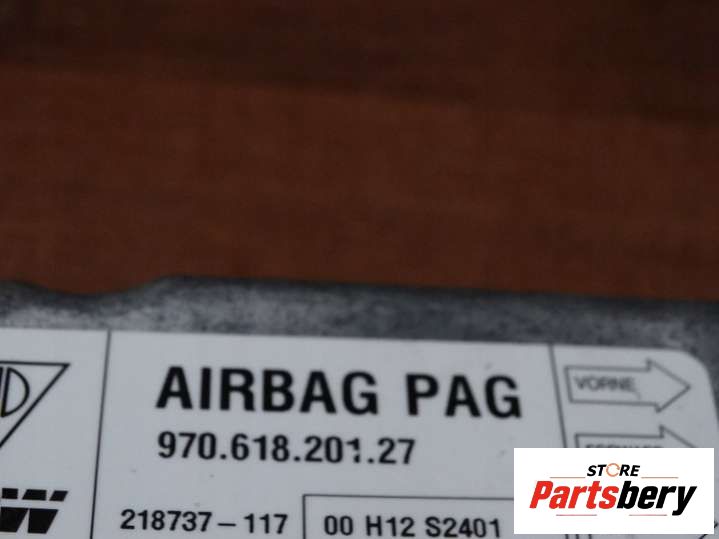 AIRBAG PAG
970.618.201.27
218737-117
00 H12 S2401
VORNE
STORE
Partsbery